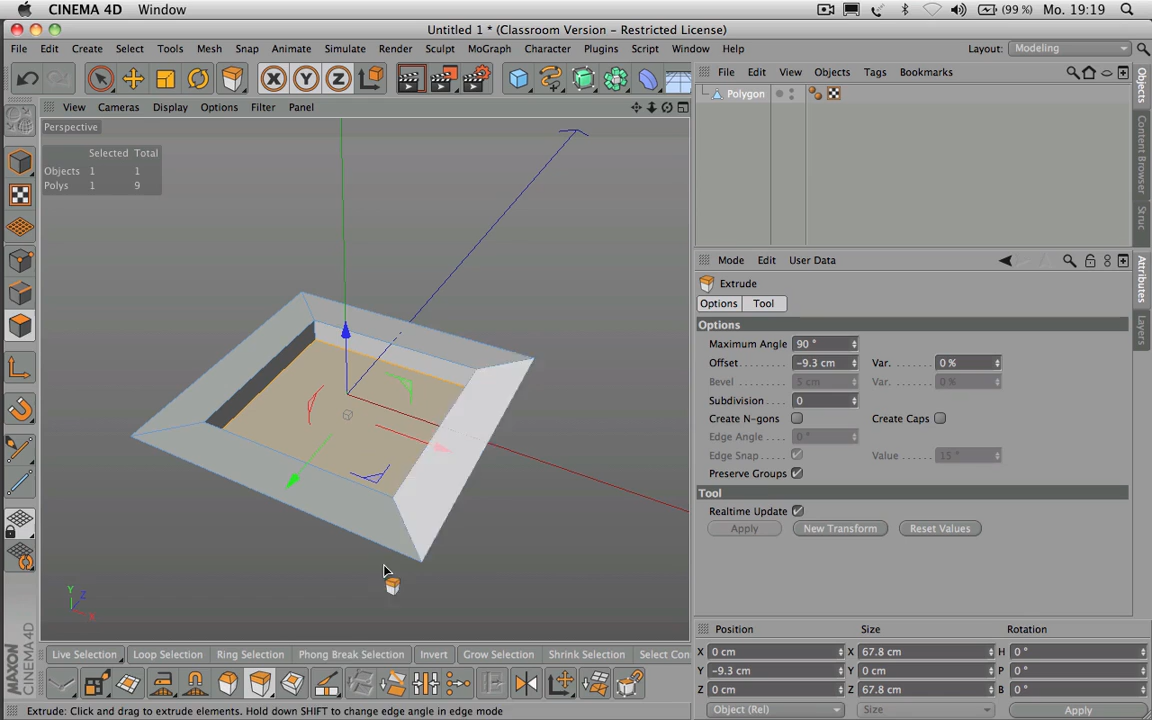 CINEMA 4D Window (99 %) Mo. 19:19
Untitled 1 * (Classroom Version - Restricted License)
File Edit Create Select Tools Mesh Snap Animate Simulate Render Sculpt MoGraph Character Plugins Script Window Help Layout: Modeling
X Y Z
File Edit View Objects Tags Bookmarks
Polygon
View Cameras Display Options Filter Panel
Perspective
Selected Total
Objects 1 1
Polys 1 9
Y
Z
X
Mode Edit User Data
Extrude
Options Tool
Options
Maximum Angle 90 °
Offset -9.3 cm Var. 0 %
Bevel 5 cm Var. 0 %
Subdivision 0
Create N-gons Create Caps
Edge Angle 0 °
Edge Snap Value 15 °
Preserve Groups
Tool
Realtime Update
Apply New Transform Reset Values
Objects
Content Browser
Struc
Attributes
Layers
Position Size Rotation
X 0 cm X 67.8 cm H 0 °
Y -9.3 cm Y 0 cm P 0 °
Z 0 cm Z 67.8 cm B 0 °
Object (Rel) Size Apply
Live Selection Loop Selection Ring Selection Phong Break Selection Invert Grow Selection Shrink Selection Select Con
MAXON
CINEMA 4D
Extrude: Click and drag to extrude elements. Hold down SHIFT to change edge angle in edge mode